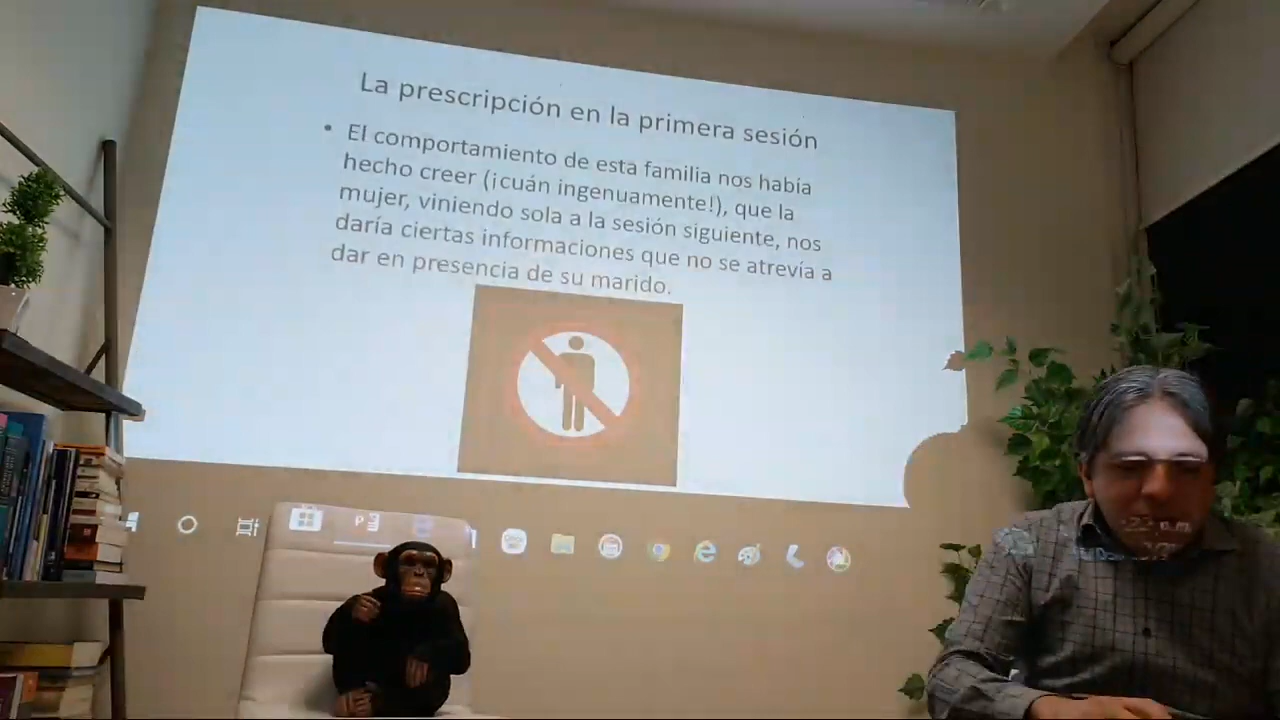 La prescripción en la primera sesión
• El comportamiento de esta familia nos había
hecho creer (¡cuán ingenuamente!), que la
mujer, viniendo sola a la sesión siguiente, nos
daría ciertas informaciones que no se atrevía a
dar en presencia de su marido.